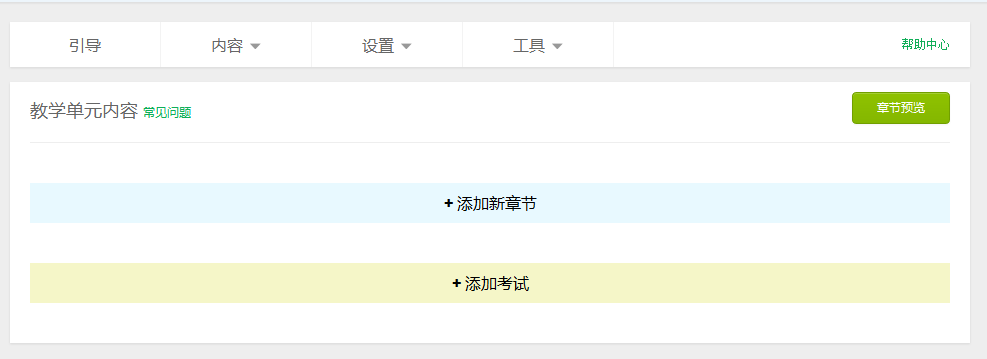 引导 内容 设置 工具 帮助中心
教学单元内容 常见问题 章节预览
+ 添加新章节
+ 添加考试